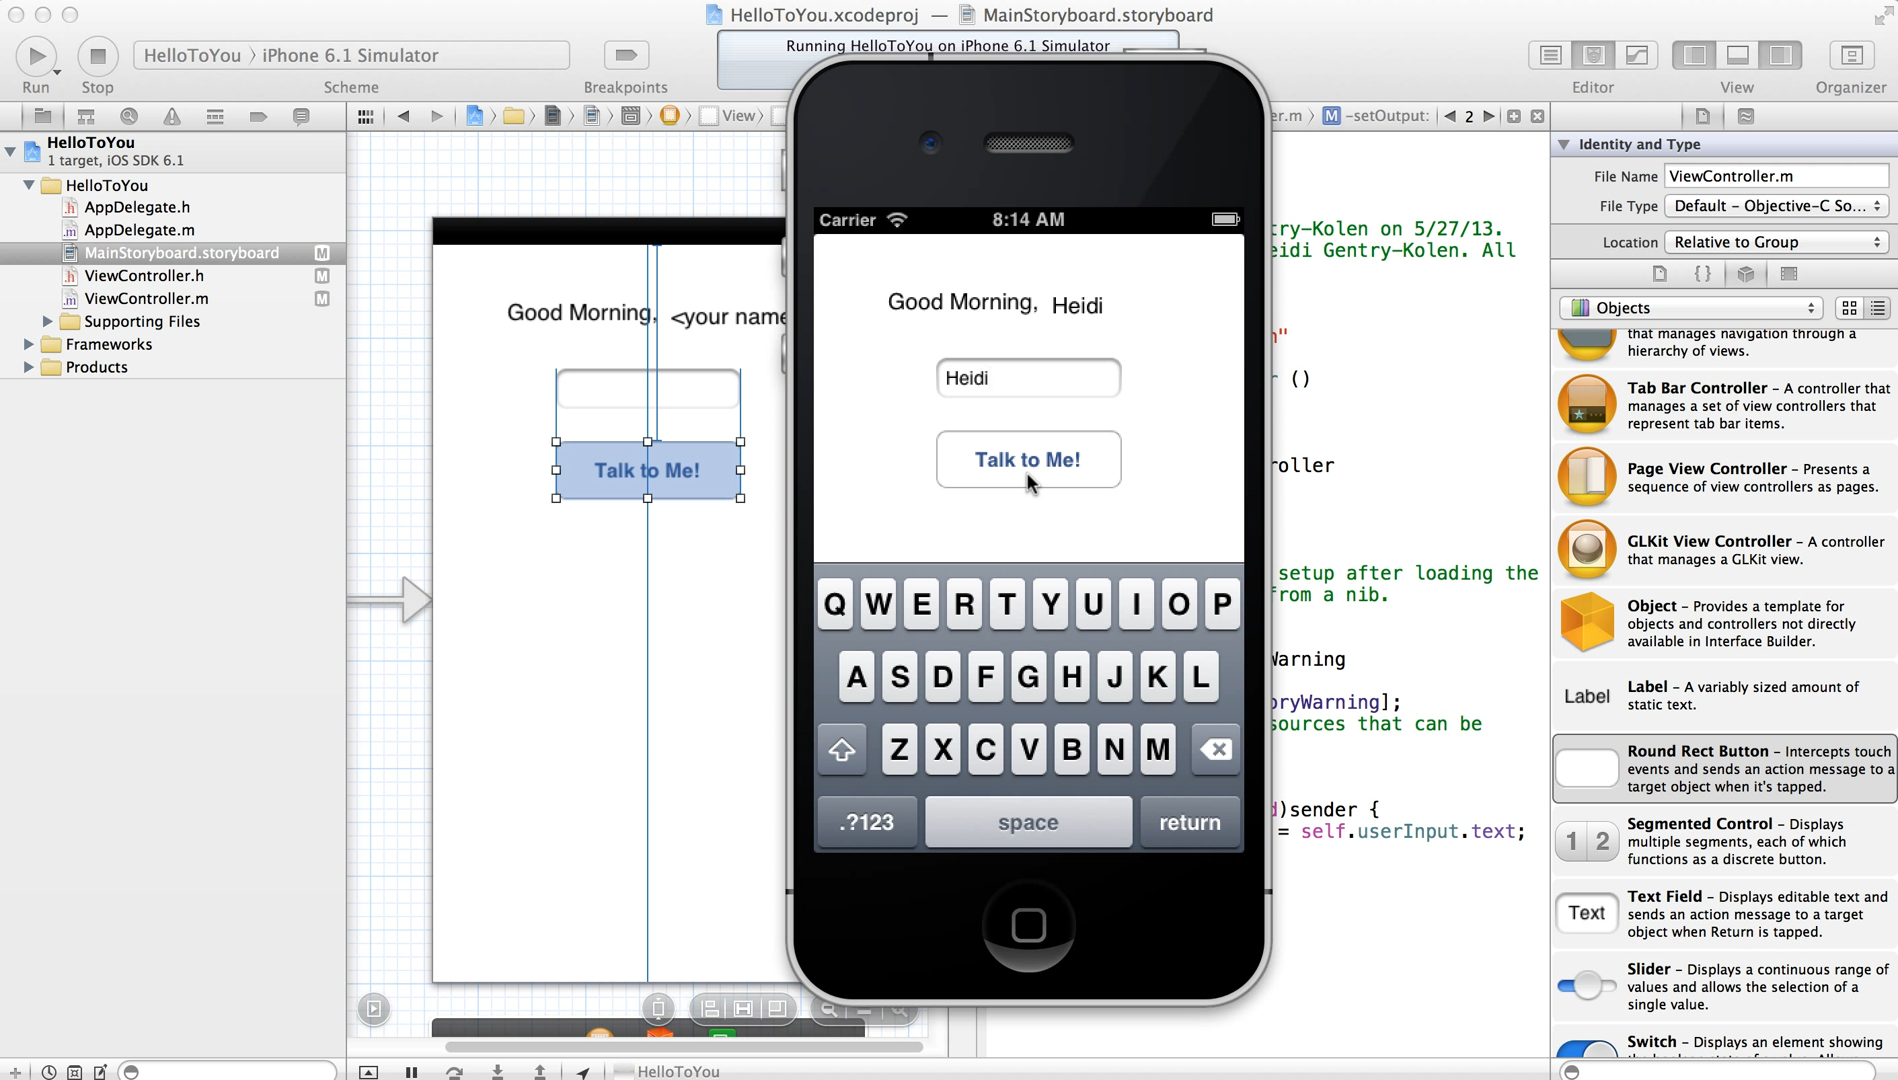 HelloToYou.xcodeproj — MainStoryboard.storyboard
HelloToYou 〉 iPhone 6.1 Simulator
Running HelloToYou on iPhone 6.1 Simulator
Run Stop Scheme Breakpoints Editor View Organizer
View
er.m 〉 M -setOutput: 2
HelloToYou
1 target, iOS SDK 6.1
HelloToYou
AppDelegate.h
AppDelegate.m
MainStoryboard.storyboard M
ViewController.h M
ViewController.m M
Supporting Files
Frameworks
Products
Good Morning, <your name
Talk to Me!
Carrier 8:14 AM
Good Morning, Heidi
Heidi
Talk to Me!
Q W E R T Y U I O P
A S D F G H J K L
Z X C V B N M
.?123 space return
try-Kolen on 5/27/13.
eidi Gentry-Kolen. All
n"
()
roller
setup after loading the
rom a nib.
Warning
oryWarning];
sources that can be
d)sender {
= self.userInput.text;
HelloToYou
Identity and Type
File Name ViewController.m
File Type Default - Objective-C So...
Location Relative to Group
Objects
that manages navigation through a
hierarchy of views.
Tab Bar Controller - A controller that
manages a set of view controllers that
represent tab bar items.
Page View Controller - Presents a
sequence of view controllers as pages.
GLKit View Controller - A controller
that manages a GLKit view.
Object - Provides a template for
objects and controllers not directly
available in Interface Builder.
Label
Label - A variably sized amount of
static text.
Round Rect Button - Intercepts touch
events and sends an action message to a
target object when it's tapped.
1 2
Segmented Control - Displays
multiple segments, each of which
functions as a discrete button.
Text
Text Field - Displays editable text and
sends an action message to a target
object when Return is tapped.
Slider - Displays a continuous range of
values and allows the selection of a
single value.
Switch - Displays an element showing